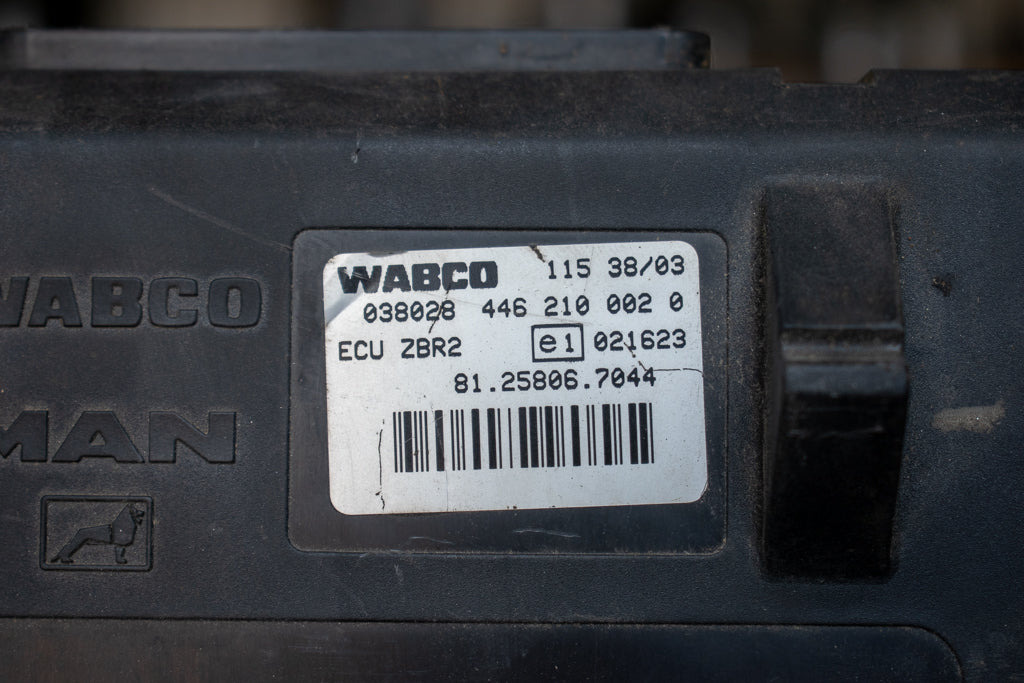 WABCO 115 38/03
038028 446 210 002 0
ECU ZBR2 e1 021623
81.25806.7044
WABCO
MAN